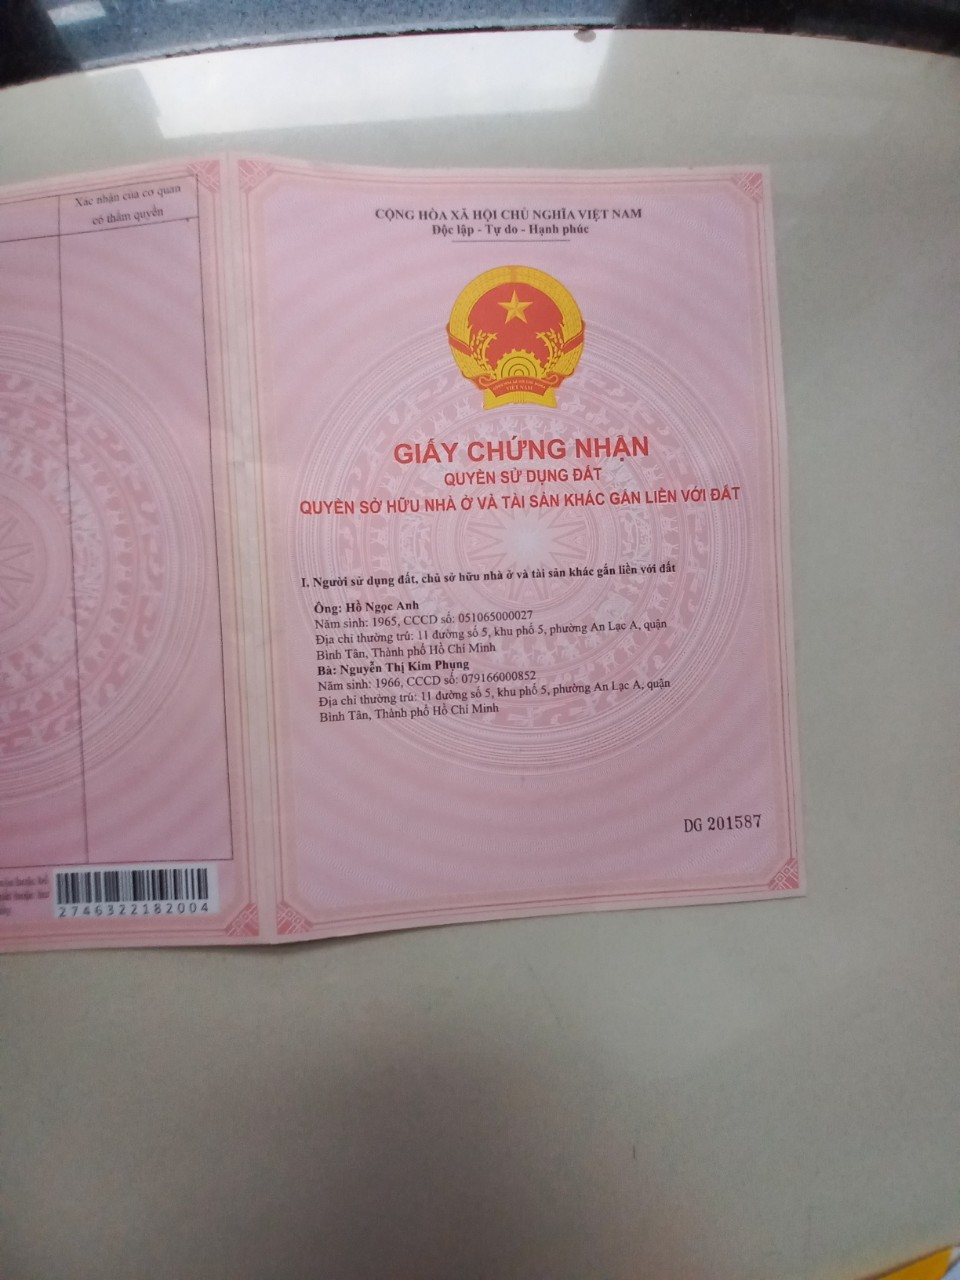 Xác nhận của cơ quan
có thẩm quyền
2746322182004
CỘNG HÒA XÃ HỘI CHỦ NGHĨA VIỆT NAM
Độc lập - Tự do - Hạnh phúc
VIỆT NAM
GIẤY CHỨNG NHẬN
QUYỀN SỬ DỤNG ĐẤT
QUYỀN SỞ HỮU NHÀ Ở VÀ TÀI SẢN KHÁC GẮN LIỀN VỚI ĐẤT
I. Người sử dụng đất, chủ sở hữu nhà ở và tài sản khác gắn liền với đất
Ông: Hồ Ngọc Anh
Năm sinh: 1965, CCCD số: 051065000027
Địa chỉ thường trú: 11 đường số 5, khu phố 5, phường An Lạc A, quận
Bình Tân, Thành phố Hồ Chí Minh
Bà: Nguyễn Thị Kim Phụng
Năm sinh: 1966, CCCD số: 079166000852
Địa chỉ thường trú: 11 đường số 5, khu phố 5, phường An Lạc A, quận
Bình Tân, Thành phố Hồ Chí Minh
DG 201587